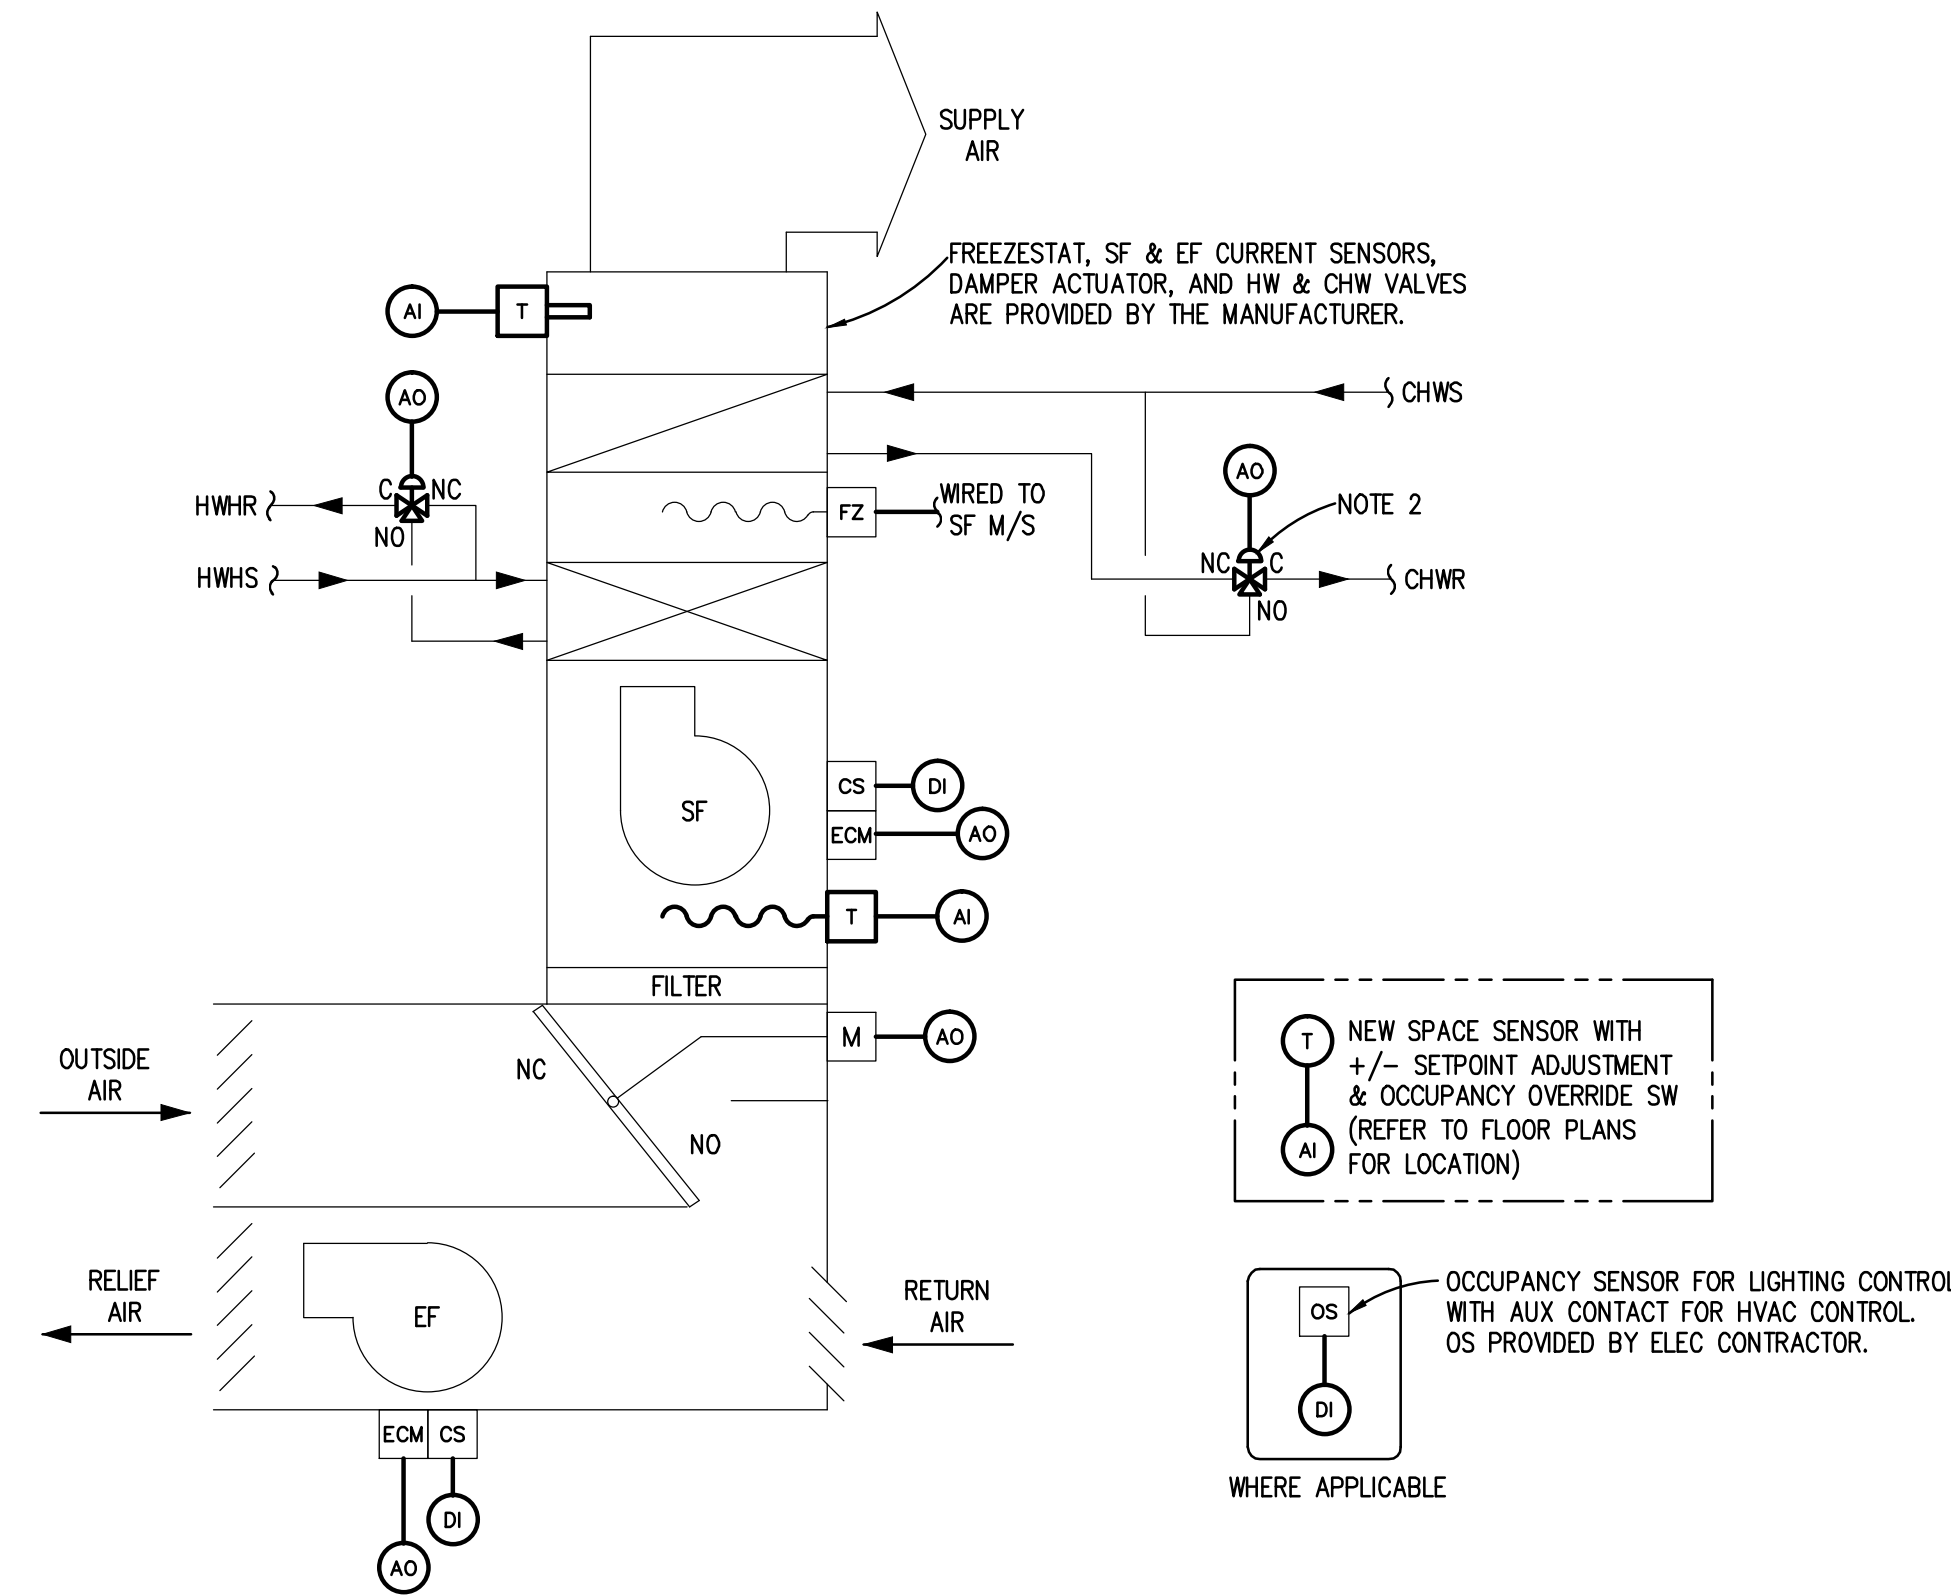 SUPPLY
AIR
FREEZESTAT, SF & EF CURRENT SENSORS,
DAMPER ACTUATOR, AND HW & CHW VALVES
ARE PROVIDED BY THE MANUFACTURER.
AI
T
AO
CHWS
C
NC
HWHR
NO
HWHS
FZ
WIRED TO
SF M/S
AO
NOTE 2
NC
C
CHWR
NO
SF
CS
DI
ECM
AO
T
AI
FILTER
M
AO
OUTSIDE
AIR
NC
NO
T
AI
NEW SPACE SENSOR WITH
+/- SETPOINT ADJUSTMENT
& OCCUPANCY OVERRIDE SW
(REFER TO FLOOR PLANS
FOR LOCATION)
RELIEF
AIR
EF
RETURN
AIR
OS
DI
OCCUPANCY SENSOR FOR LIGHTING CONTROL
WITH AUX CONTACT FOR HVAC CONTROL.
OS PROVIDED BY ELEC CONTRACTOR.
WHERE APPLICABLE
ECM
CS
DI
AO